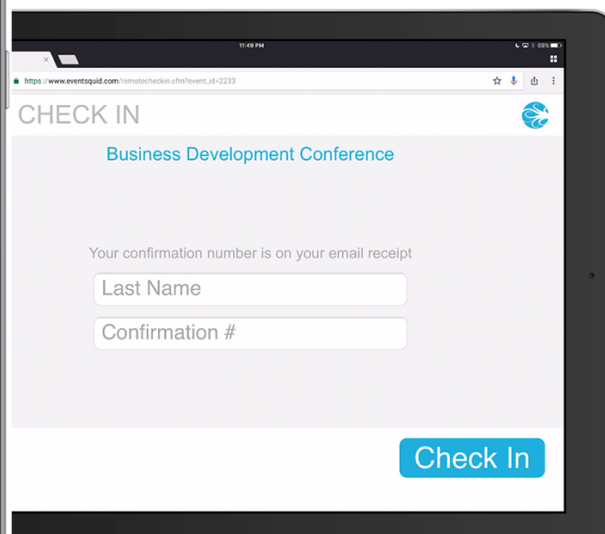 11:49 PM
68%
https://www.eventsquid.com/remotecheckin.cfm?event_id=2233
CHECK IN
Business Development Conference
Your confirmation number is on your email receipt
Last Name
Confirmation #
Check In